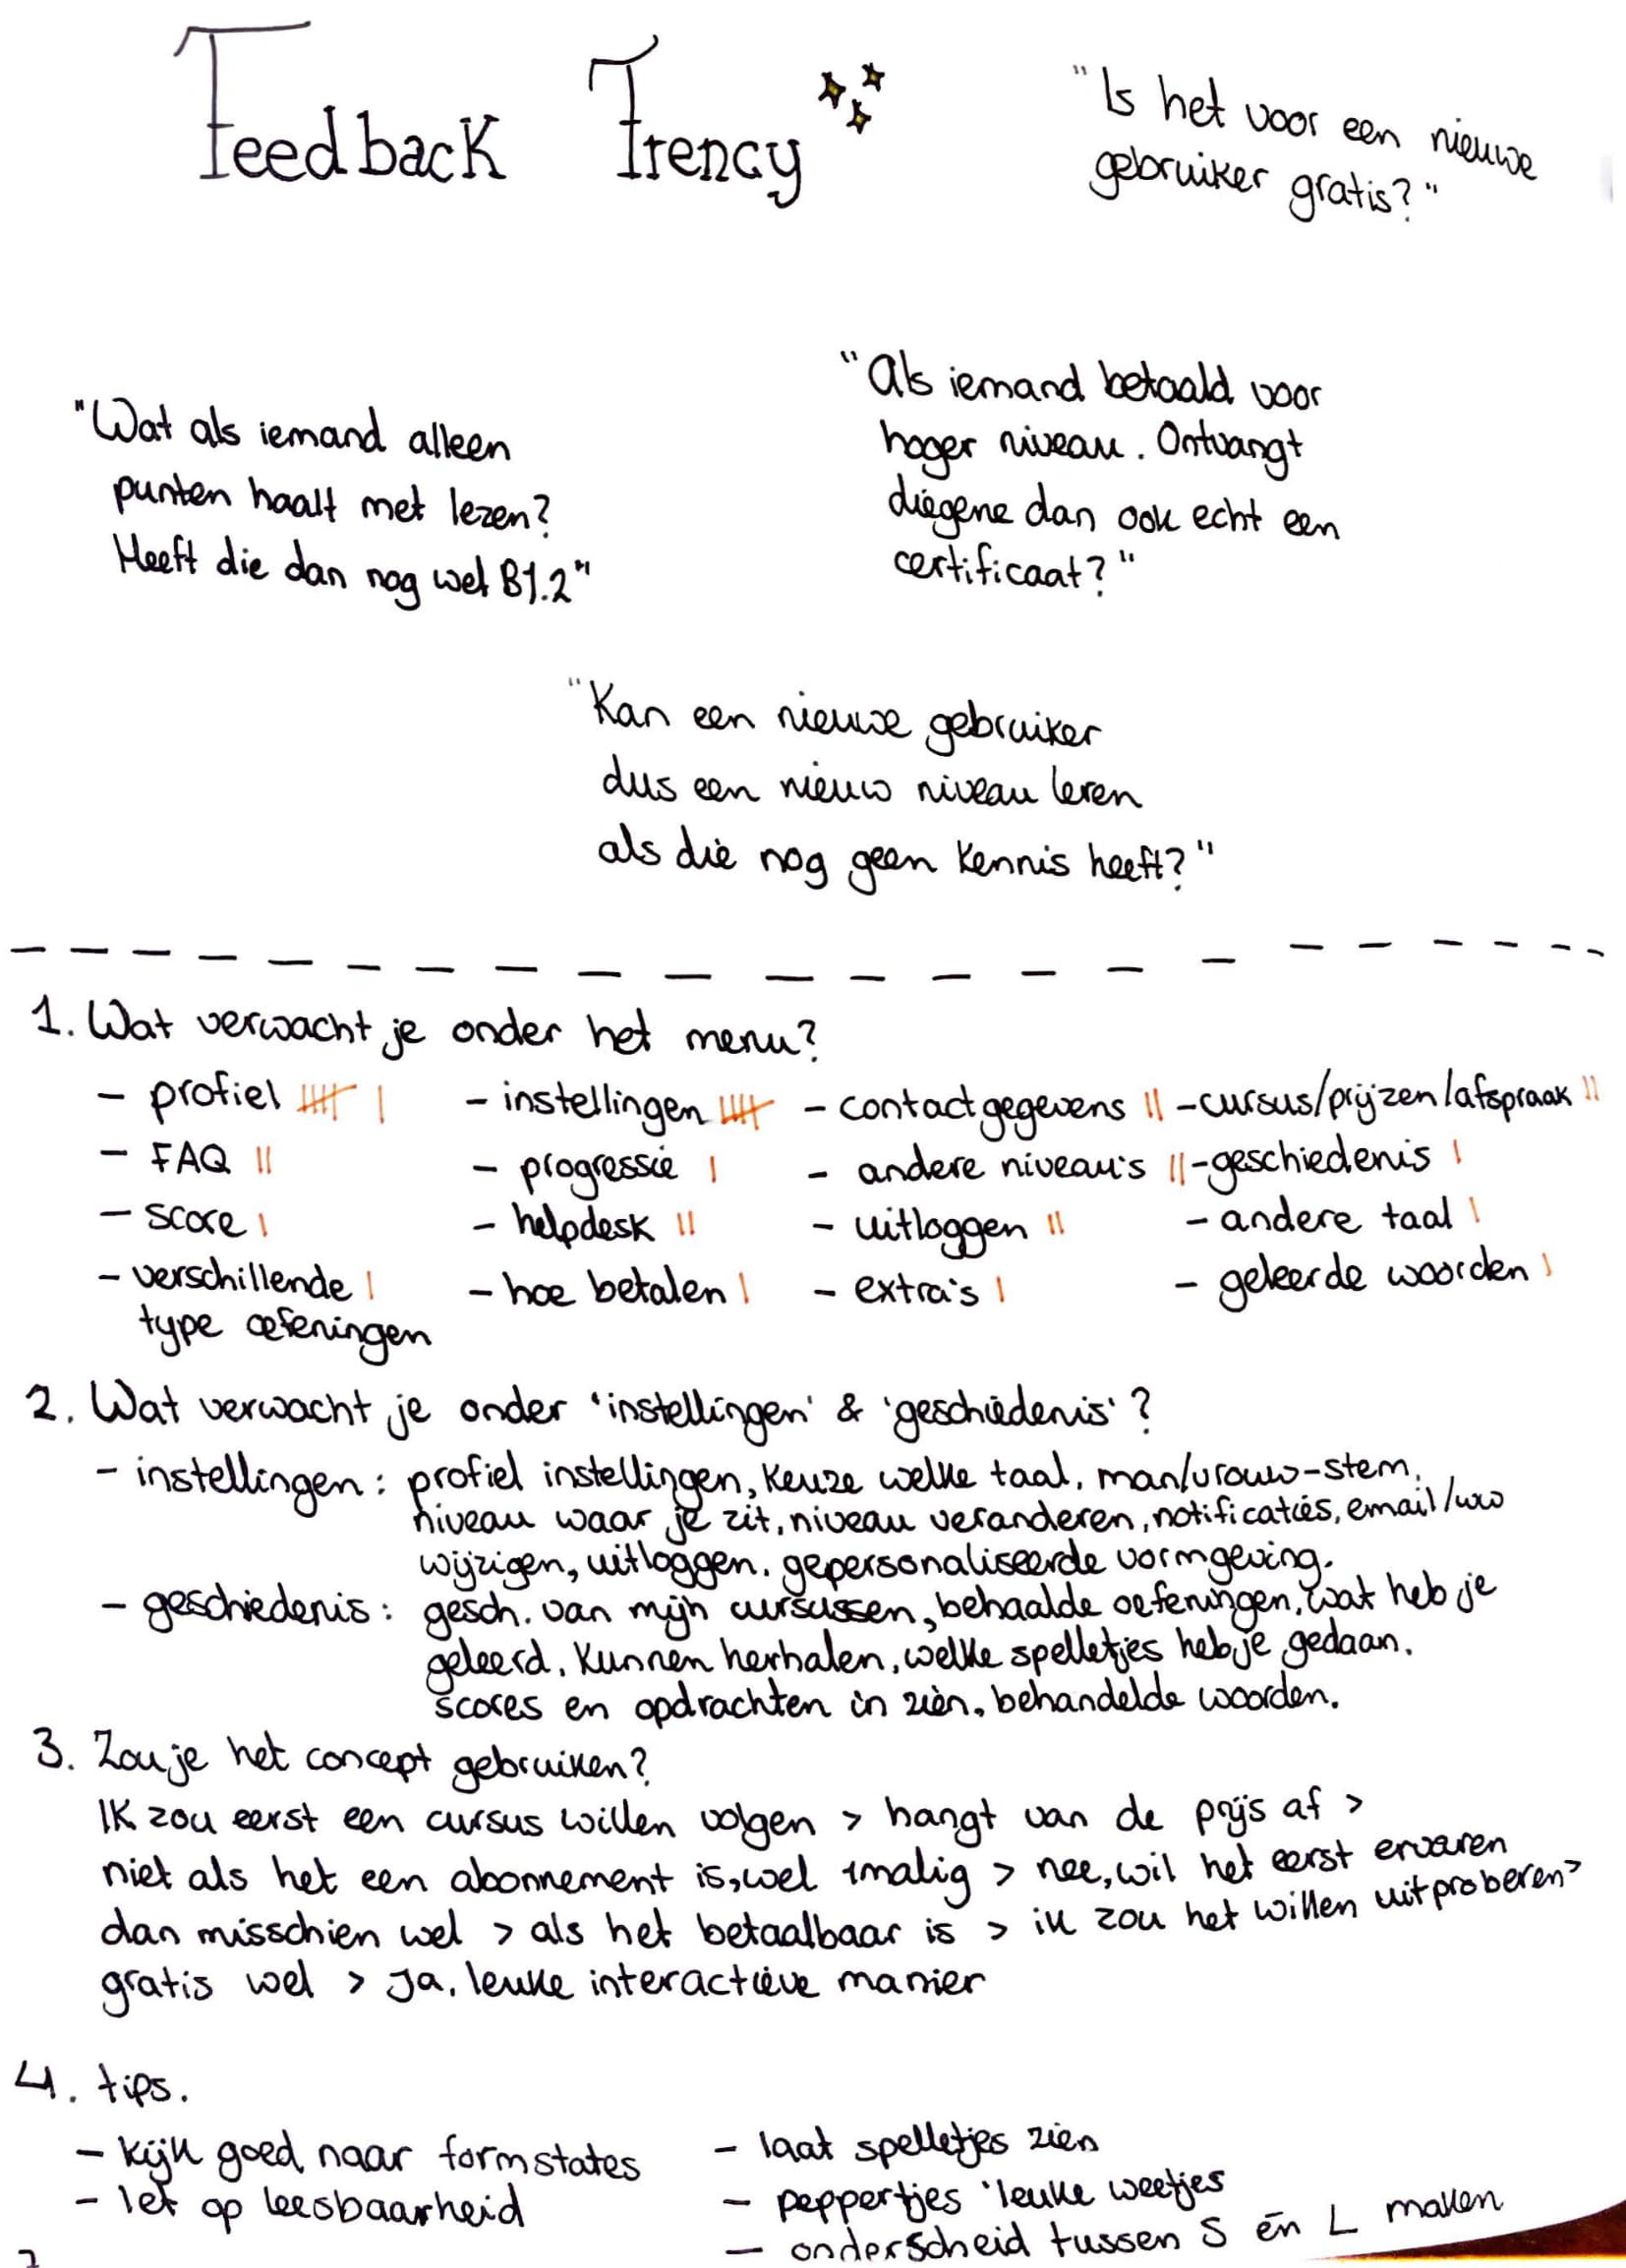 Feedback Trency
"Is het voor een nieuwe
gebruiker gratis?"
"Wat als iemand alleen
punten haalt met lezen?
Heeft die dan nog wel B1.2"
"Als iemand betaald voor
hoger niveau. Ontvangt
diegene dan ook echt een
certificaat?"
"Kan een nieuwe gebruiker
dus een nieuw niveau leren
als die nog geen kennis heeft?"
1. Wat verwacht je onder het menu?
- profiel - instellingen - contactgegevens - cursus/prijzen/afspraak
- FAQ - progressie - andere niveau's - geschiedenis
- score - helpdesk - uitloggen - andere taal
- verschillende - hoe betalen - extra's - geleerde woorden
type oefeningen
2. Wat verwacht je onder 'instellingen' & 'geschiedenis'?
- instellingen: profiel instellingen, keuze welke taal, man/vrouw-stem,
niveau waar je zit, niveau veranderen, notificaties, email/ww
wijzigen, uitloggen, gepersonaliseerde vormgeving.
- geschiedenis: gesch. van mijn cursussen, behaalde oefeningen, wat heb je
geleerd, kunnen herhalen, welke spelletjes heb je gedaan.
scores en opdrachten in zien, behandelde woorden.
3. Zou je het concept gebruiken?
Ik zou eerst een cursus willen volgen > hangt van de prijs af >
niet als het een abonnement is, wel 1malig > nee, wil het eerst ervaren
dan misschien wel > als het betaalbaar is > ik zou het willen uitproberen >
gratis wel > Ja, leuke interactieve manier
4. tips.
- kijk goed naar formstates
- let op leesbaarheid
- laat spelletjes zien
- peppertjes 'leuke weetjes
- onderscheid tussen S én L maken